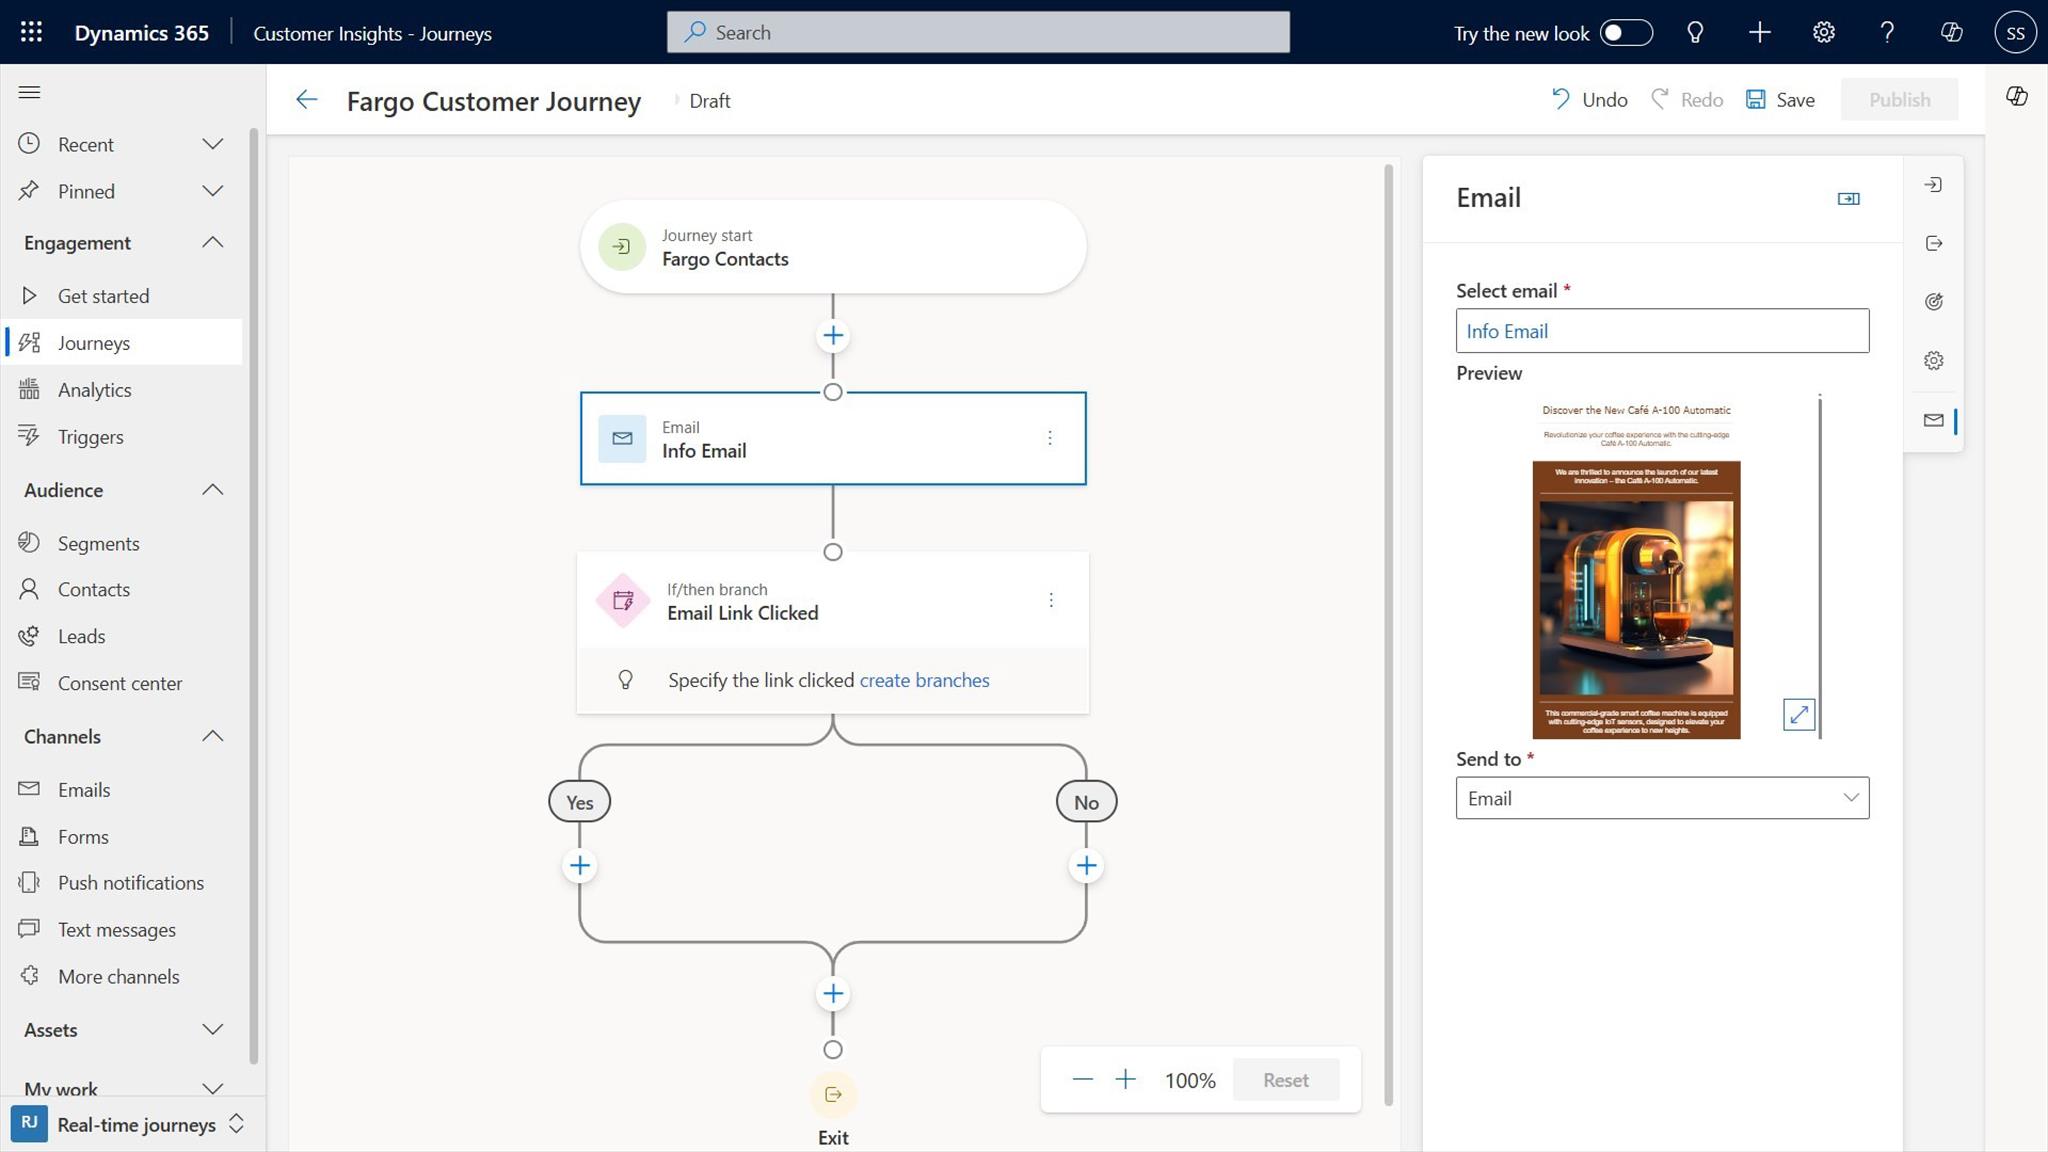 Dynamics 365
Customer Insights - Journeys
Search
Try the new look
SS
Fargo Customer Journey
Draft
Undo
Redo
Save
Publish
Recent
Pinned
Engagement
Get started
Journeys
Analytics
Triggers
Audience
Segments
Contacts
Leads
Consent center
Channels
Emails
Forms
Push notifications
Text messages
More channels
Assets
My work
RJ
Real-time journeys
Journey start
Fargo Contacts
Email
Info Email
If/then branch
Email Link Clicked
Specify the link clicked create branches
Yes
No
Exit
100%
Reset
Email
Select email *
Info Email
Preview
Discover the New Café A-100 Automatic
Revolutionize your coffee experience with the cutting-edge
Café A-100 Automatic.
We are thrilled to announce the launch of our latest
innovation – the Café A-100 Automatic.
This commercial-grade smart coffee machine is equipped
with cutting-edge IoT sensors, designed to elevate your
coffee experience to new heights.
Send to *
Email